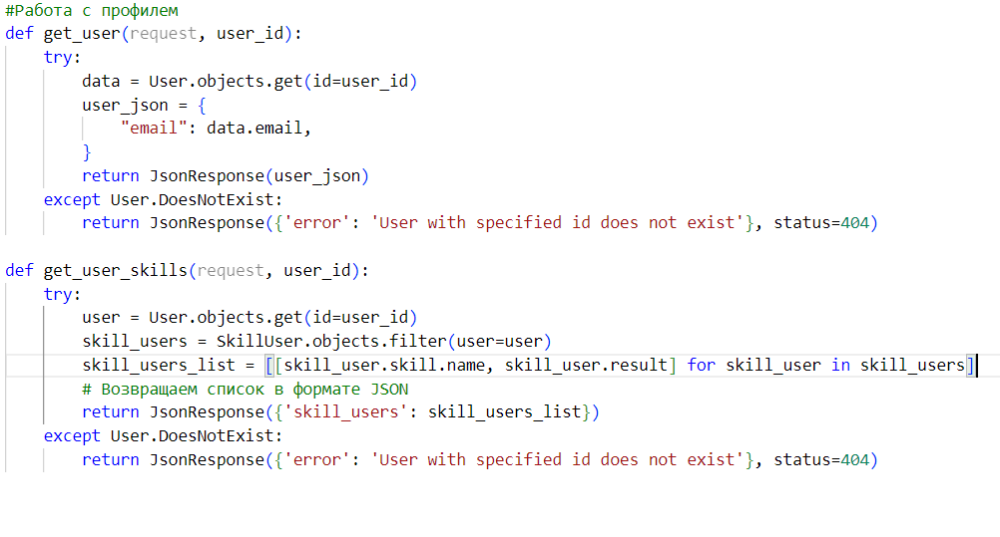 #Работа с профилем
def get_user(request, user_id):
    try:
        data = User.objects.get(id=user_id)
        user_json = {
            "email": data.email,
        }
        return JsonResponse(user_json)
    except User.DoesNotExist:
        return JsonResponse({'error': 'User with specified id does not exist'}, status=404)

def get_user_skills(request, user_id):
    try:
        user = User.objects.get(id=user_id)
        skill_users = SkillUser.objects.filter(user=user)
        skill_users_list = [[skill_user.skill.name, skill_user.result] for skill_user in skill_users]
        # Возвращаем список в формате JSON
        return JsonResponse({'skill_users': skill_users_list})
    except User.DoesNotExist:
        return JsonResponse({'error': 'User with specified id does not exist'}, status=404)